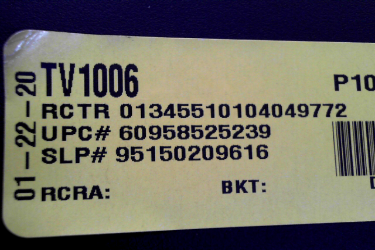 01-22-20
TV1006
P10
RCTR 01345510104049772
UPC# 60958525239
SLP# 95150209616
RCRA: BKT: